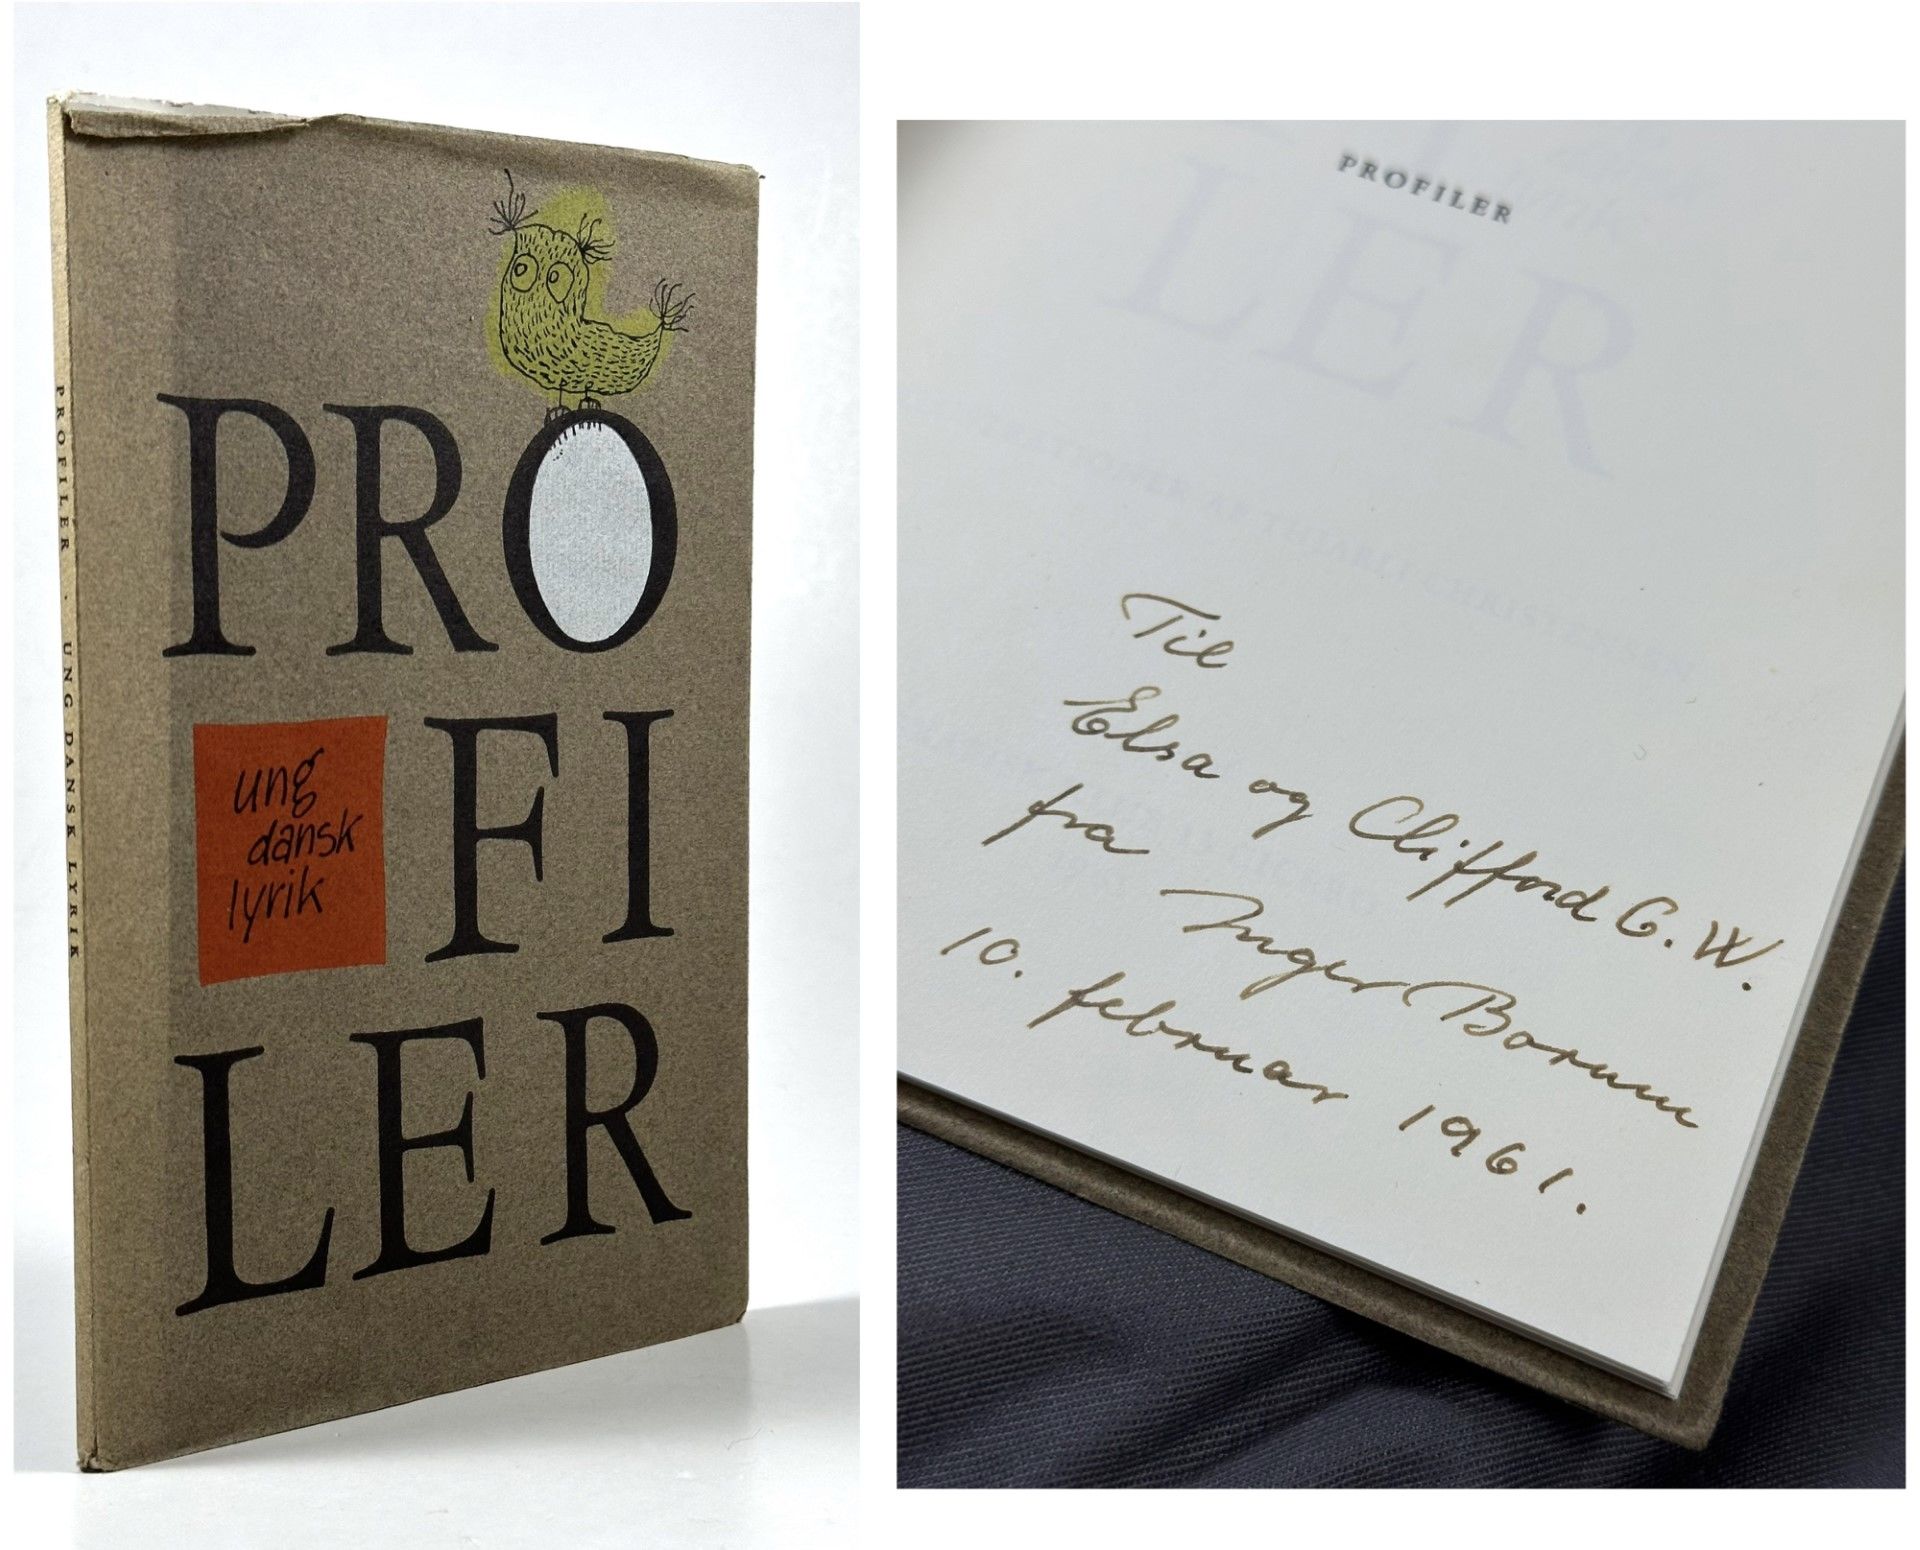 PROFILER · UNG DANSK LYRIK
PRO
ung
dansk
lyrik
FI
LER
PROFILER
LER
Til
Elsa og Clifford G. W.
fra
Inger Borum
10. februar 1961.